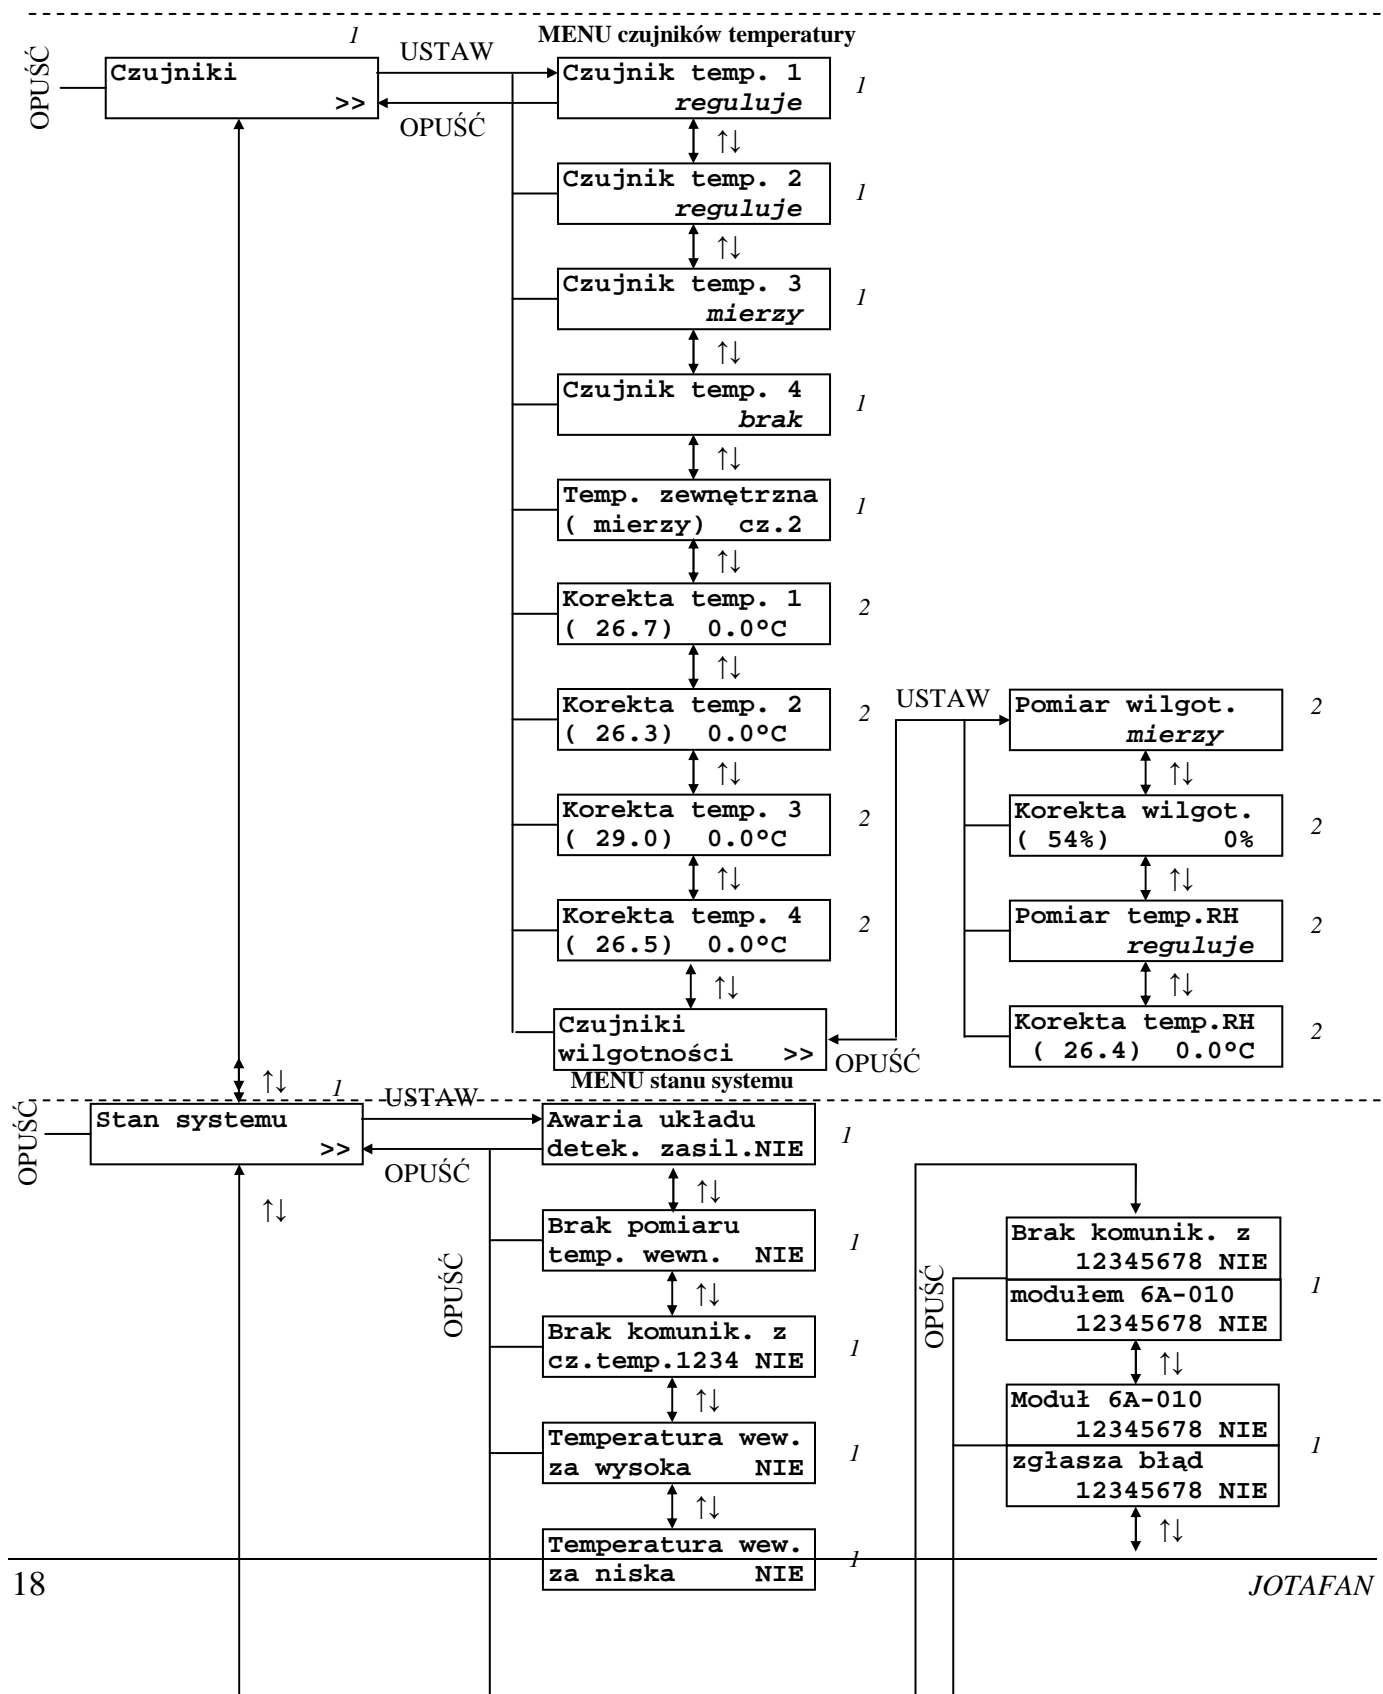 MENU czujników temperatury
1
USTAW
OPUŚĆ
Czujniki
>>
OPUŚĆ
Czujnik temp. 1
reguluje
1
↑↓
Czujnik temp. 2
reguluje
1
↑↓
Czujnik temp. 3
mierzy
1
↑↓
Czujnik temp. 4
brak
1
↑↓
Temp. zewnętrzna
( mierzy) cz.2
1
↑↓
Korekta temp. 1
( 26.7) 0.0°C
2
↑↓
Korekta temp. 2
( 26.3) 0.0°C
2
↑↓
Korekta temp. 3
( 29.0) 0.0°C
2
↑↓
Korekta temp. 4
( 26.5) 0.0°C
2
↑↓
Czujniki
wilgotności >>
USTAW
OPUŚĆ
Pomiar wilgot.
mierzy
2
↑↓
Korekta wilgot.
( 54%) 0%
2
↑↓
Pomiar temp.RH
reguluje
2
↑↓
Korekta temp.RH
( 26.4) 0.0°C
2
MENU stanu systemu
↑↓
1
USTAW
OPUŚĆ
Stan systemu
>>
OPUŚĆ
↑↓
Awaria układu
detek. zasil.NIE
1
↑↓
Brak pomiaru
temp. wewn. NIE
1
OPUŚĆ
↑↓
Brak komunik. z
cz.temp.1234 NIE
1
↑↓
Temperatura wew.
za wysoka NIE
1
↑↓
Temperatura wew.
za niska NIE
1
OPUŚĆ
Brak komunik. z
12345678 NIE
modułem 6A-010
12345678 NIE
1
↑↓
Moduł 6A-010
12345678 NIE
zgłasza błąd
12345678 NIE
1
↑↓
18
JOTAFAN